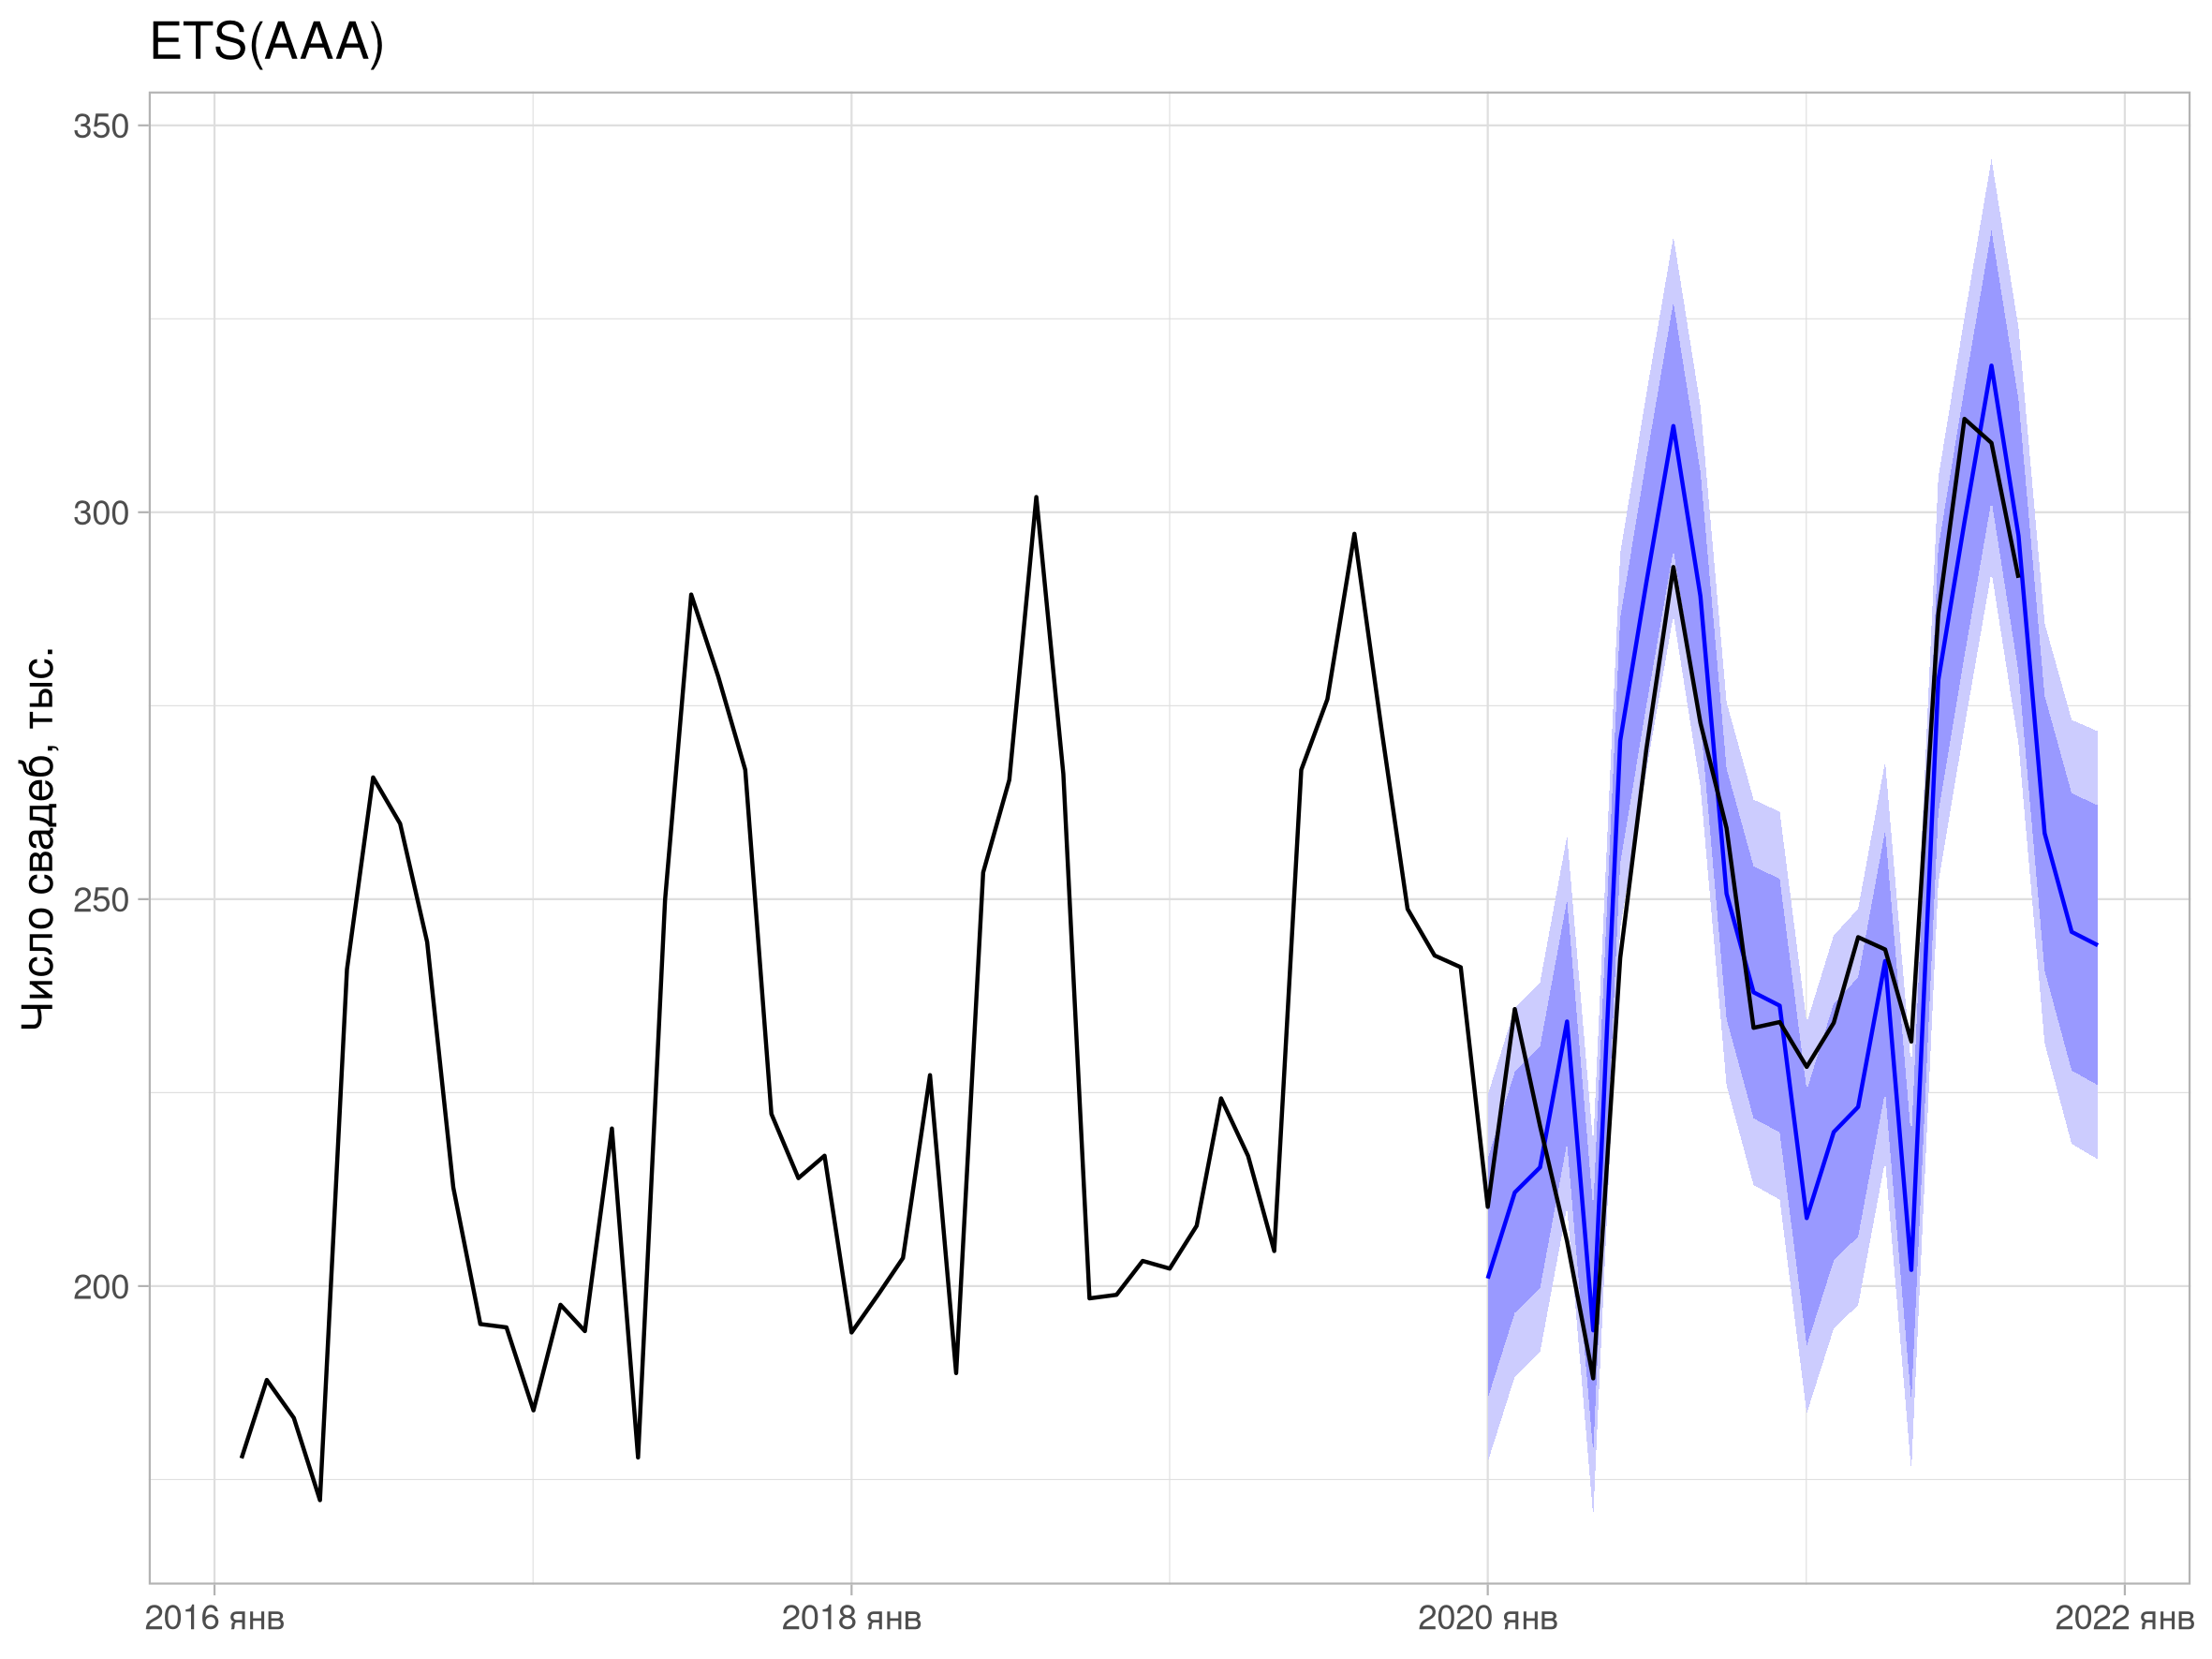 ETS(AAA)
350
300
250
200
Число свадеб, тыс.
2016 янв
2018 янв
2020 янв
2022 янв